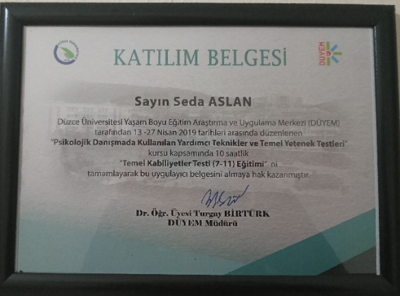 DÜYEM
KATILIM BELGESİ
Sayın Seda ASLAN
Düzce Üniversitesi Yaşam Boyu Eğitim Araştırma ve Uygulama Merkezi (DÜYEM)
tarafından 13 -27 Nisan 2019 tarihleri arasında düzenlenen
"Psikolojik Danışmada Kullanılan Yardımcı Teknikler ve Temel Yetenek Testleri"
kursu kapsamında 10 saatlik
"Temel Kabiliyetler Testi (7-11) Eğitimi" ni
tamamlayarak bu uygulayıcı belgesini almaya hak kazanmıştır.
Dr. Öğr. Üyesi Turgay BİRTÜRK
DÜYEM Müdürü